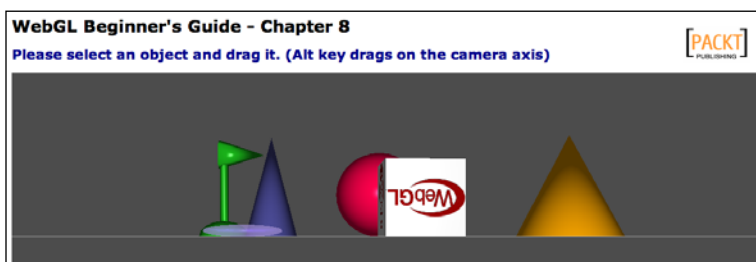 WebGL Beginner's Guide - Chapter 8
Please select an object and drag it. (Alt key drags on the camera axis)
[PACKT]
PUBLISHING
WebGL